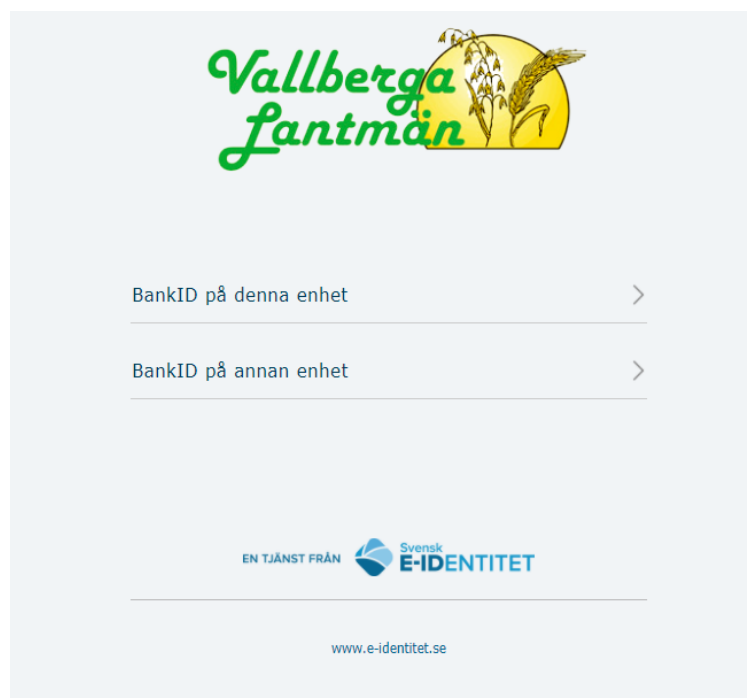 Vallberga
Lantmän
BankID på denna enhet
BankID på annan enhet
EN TJÄNST FRÅN
Svensk
E-IDENTITET
www.e-identitet.se